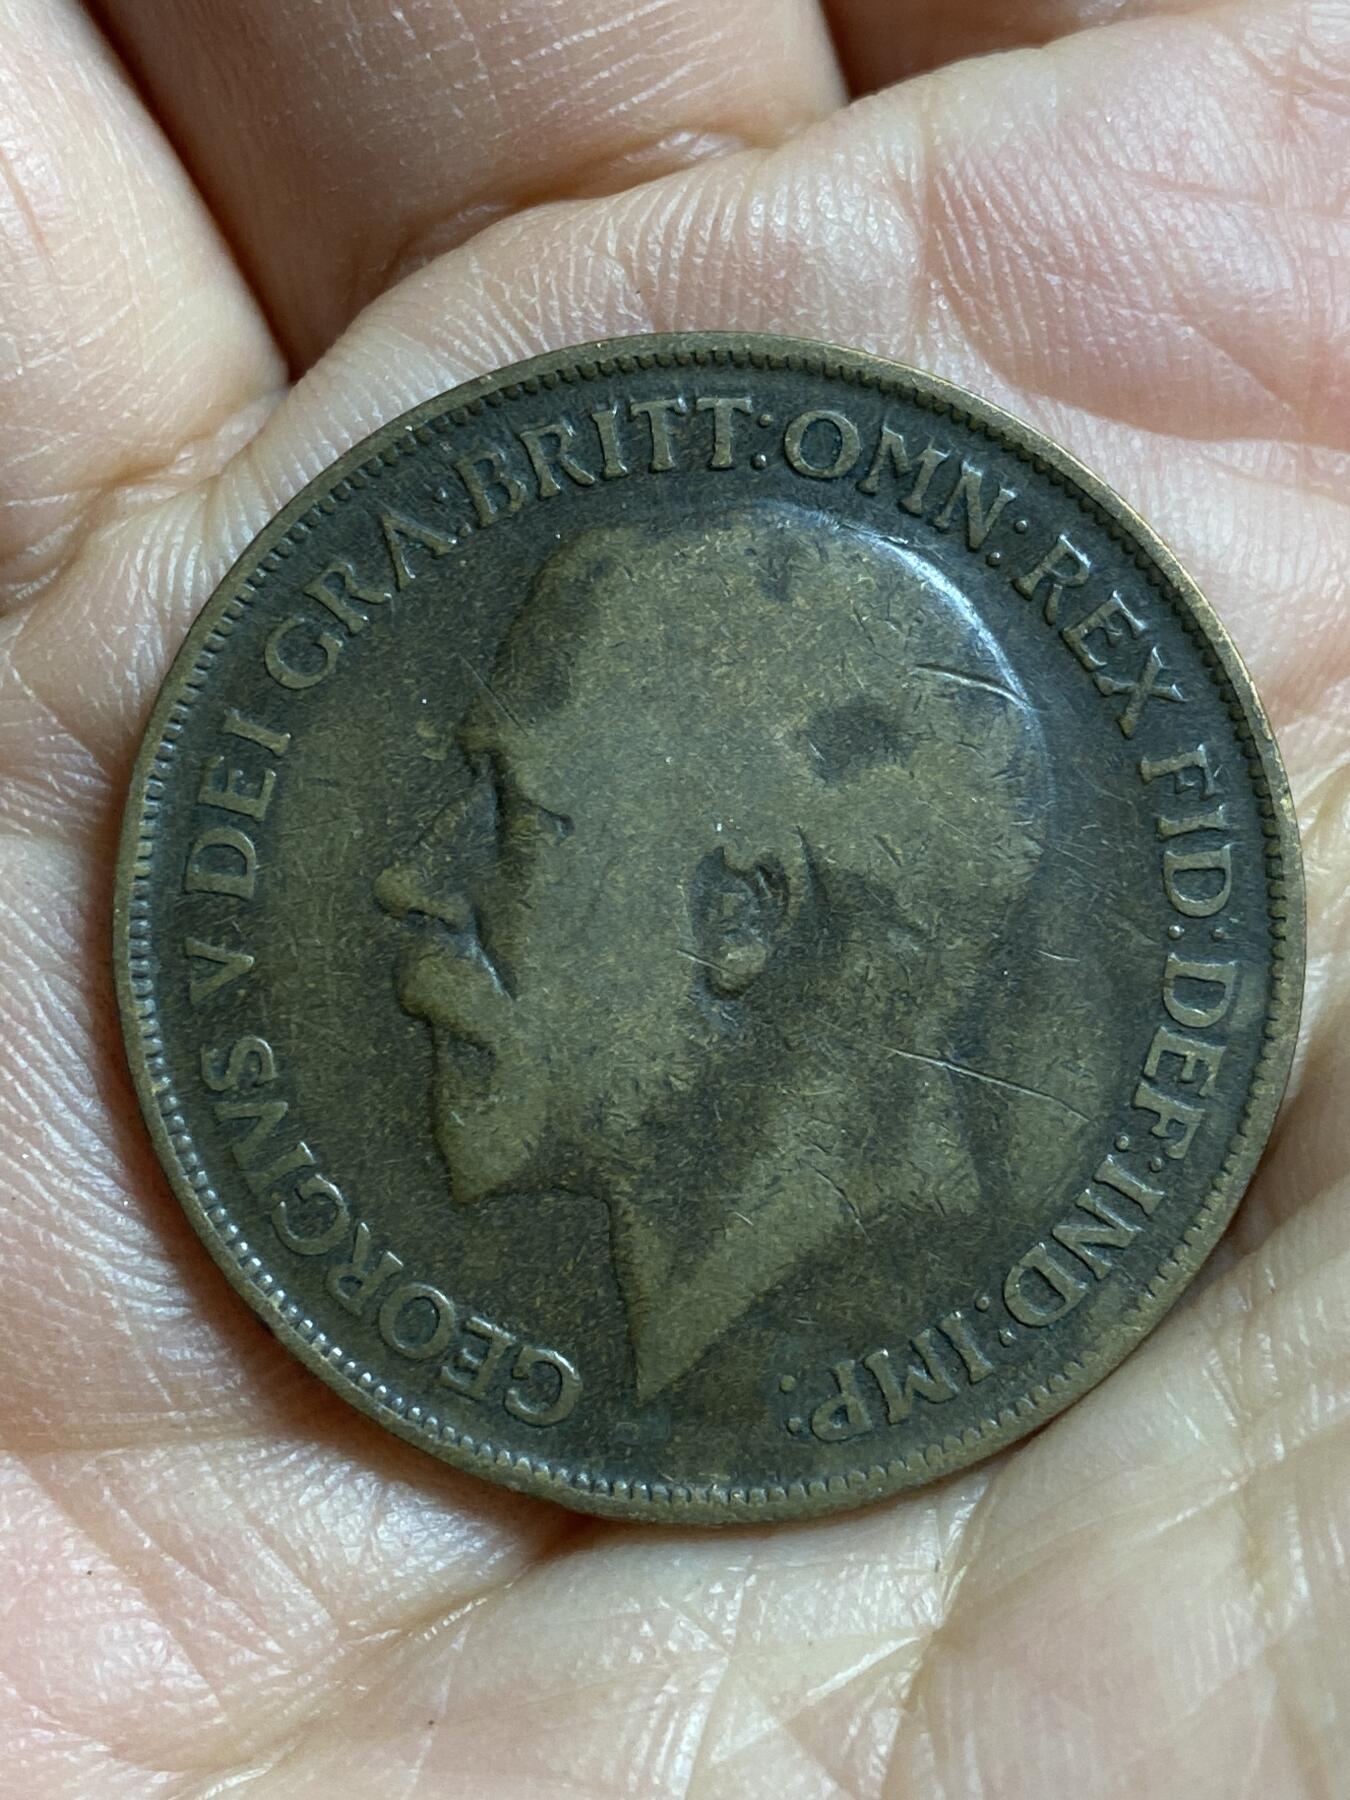 GEORGIVS V DEI GRA: BRITT: OMN: REX FID: DEF: IND: IMP: